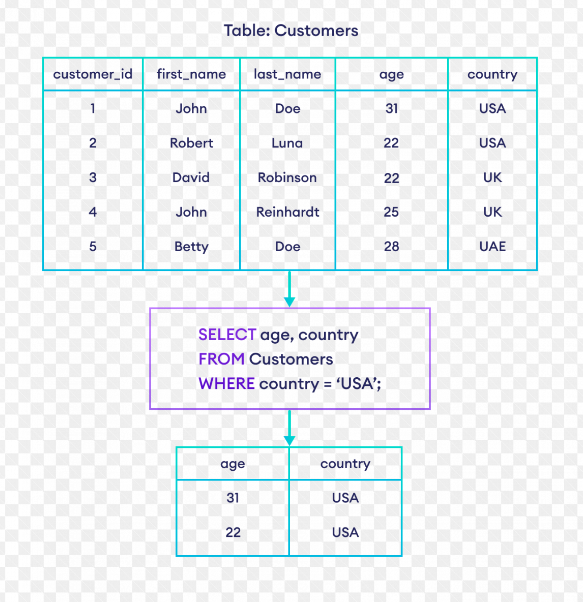 Table: Customers
customer_id first_name last_name age country
1 John Doe 31 USA
2 Robert Luna 22 USA
3 David Robinson 22 UK
4 John Reinhardt 25 UK
5 Betty Doe 28 UAE
SELECT age, country
FROM Customers
WHERE country = ‘USA’;
age country
31 USA
22 USA